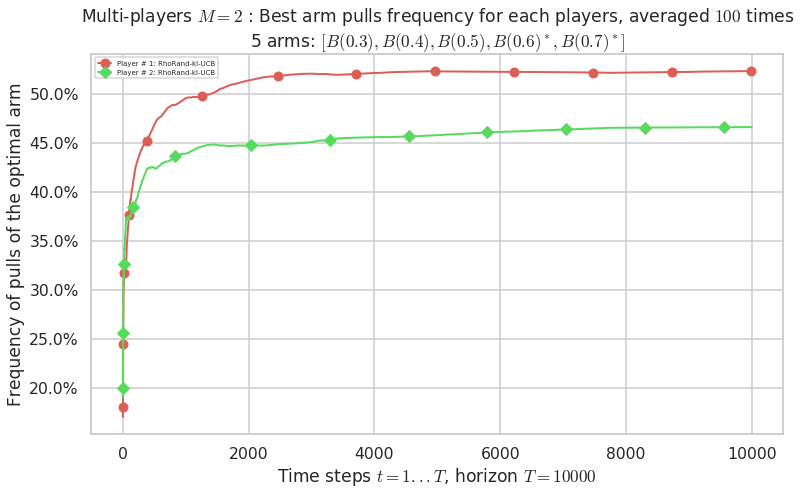 Multi-players M = 2 : Best arm pulls frequency for each players, averaged 100 times
5 arms: [B(0.3), B(0.4), B(0.5), B(0.6)*, B(0.7)*]
Player # 1: RhoRand-kl-UCB
Player # 2: RhoRand-kl-UCB
Frequency of pulls of the optimal arm
50.0%
45.0%
40.0%
35.0%
30.0%
25.0%
20.0%
0 2000 4000 6000 8000 10000
Time steps t = 1...T, horizon T = 10000